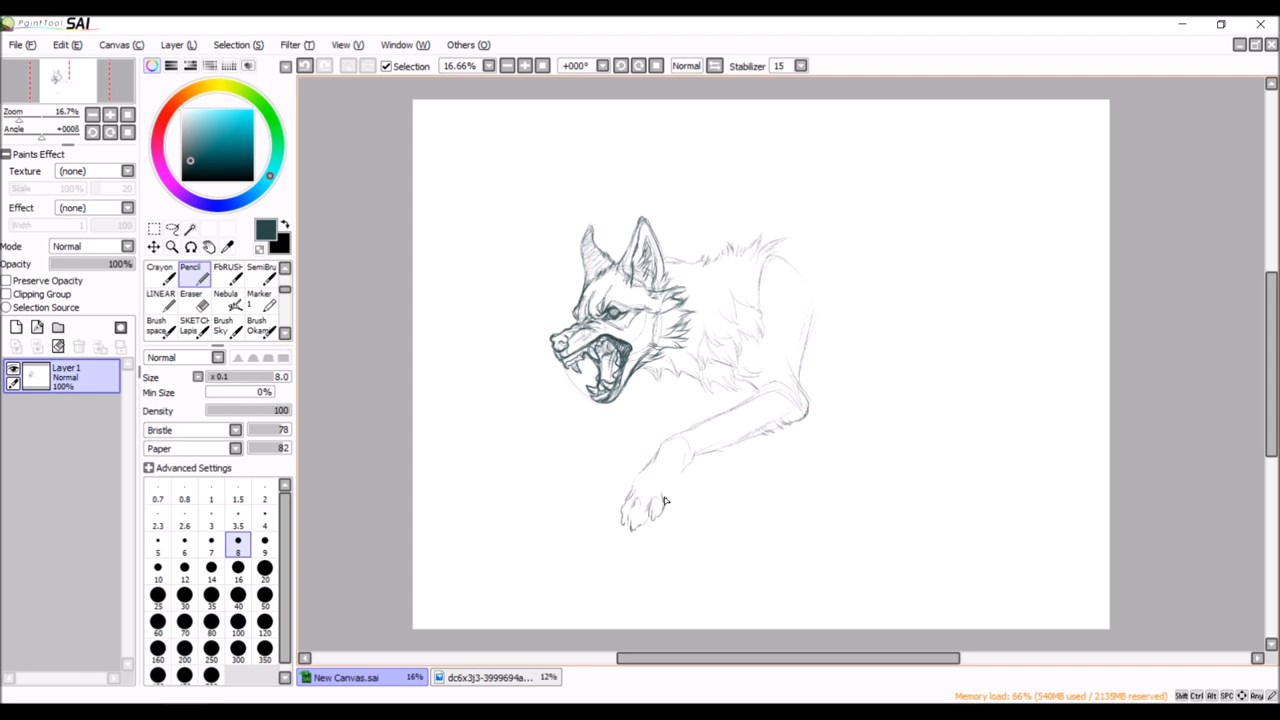 PaintTool SAI
File (F) Edit (E) Canvas (C) Layer (L) Selection (S) Filter (T) View (V) Window (W) Others (O)
Selection 16.66% +000° Normal Stabilizer 15
Zoom 16.7%
Angle +0008
Paints Effect
Texture (none)
Scale 100% 20
Effect (none)
Width 1 100
Mode Normal
Opacity 100%
Preserve Opacity
Clipping Group
Selection Source
Layer1
Normal
100%
Crayon Pencil FbRUSH SemiBru
LINEAR Eraser Nebula Marker 1
Brush space SKETCH Lapis Brush Sky Brush Okami
Normal
Size x 0.1 8.0
Min Size 0%
Density 100
Bristle 78
Paper 82
Advanced Settings
0.7 0.8 1 1.5 2
2.3 2.6 3 3.5 4
5 6 7 8 9
10 12 14 16 20
25 30 35 40 50
60 70 80 100 120
160 200 250 300 350
New Canvas.sai 16% dc6x3j3-3999694a... 12%
Memory load: 66% (540MB used / 2135MB reserved) Shift Ctrl Alt SPC Any